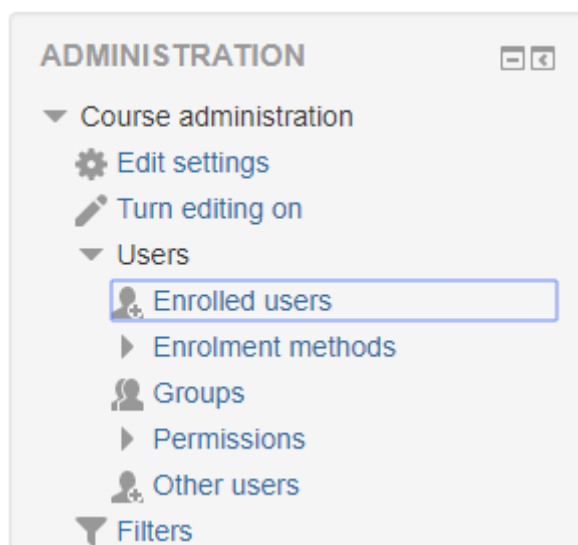 ADMINISTRATION
Course administration
Edit settings
Turn editing on
Users
Enrolled users
Enrolment methods
Groups
Permissions
Other users
Filters